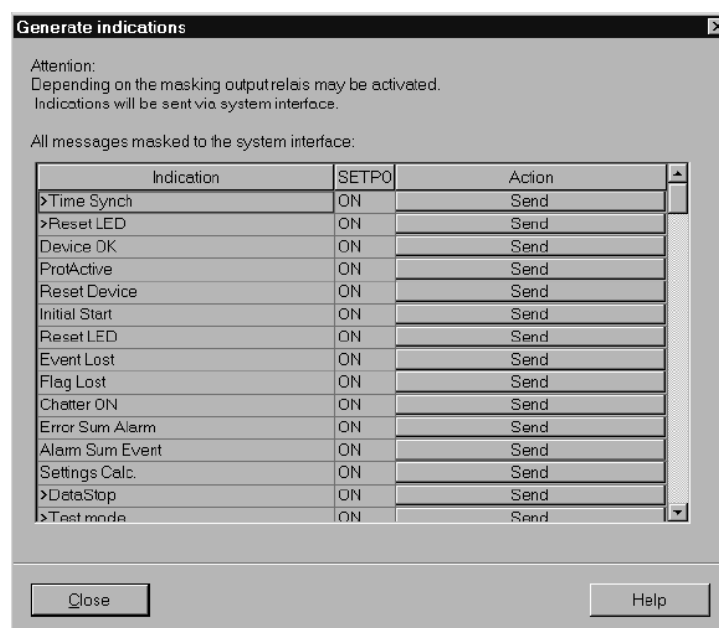 Generate indications
Attention:
Depending on the masking output relais may be activated.
Indications will be sent via system interface.
All messages masked to the system interface:
Indication SETPO Action
>Time Synch ON Send
>Reset LED ON Send
Device OK ON Send
ProtActive ON Send
Reset Device ON Send
Initial Start ON Send
Reset LED ON Send
Event Lost ON Send
Flag Lost ON Send
Chatter ON ON Send
Error Sum Alarm ON Send
Alarm Sum Event ON Send
Settings Calc. ON Send
>DataStop ON Send
>Test mode ON Send
Close Help